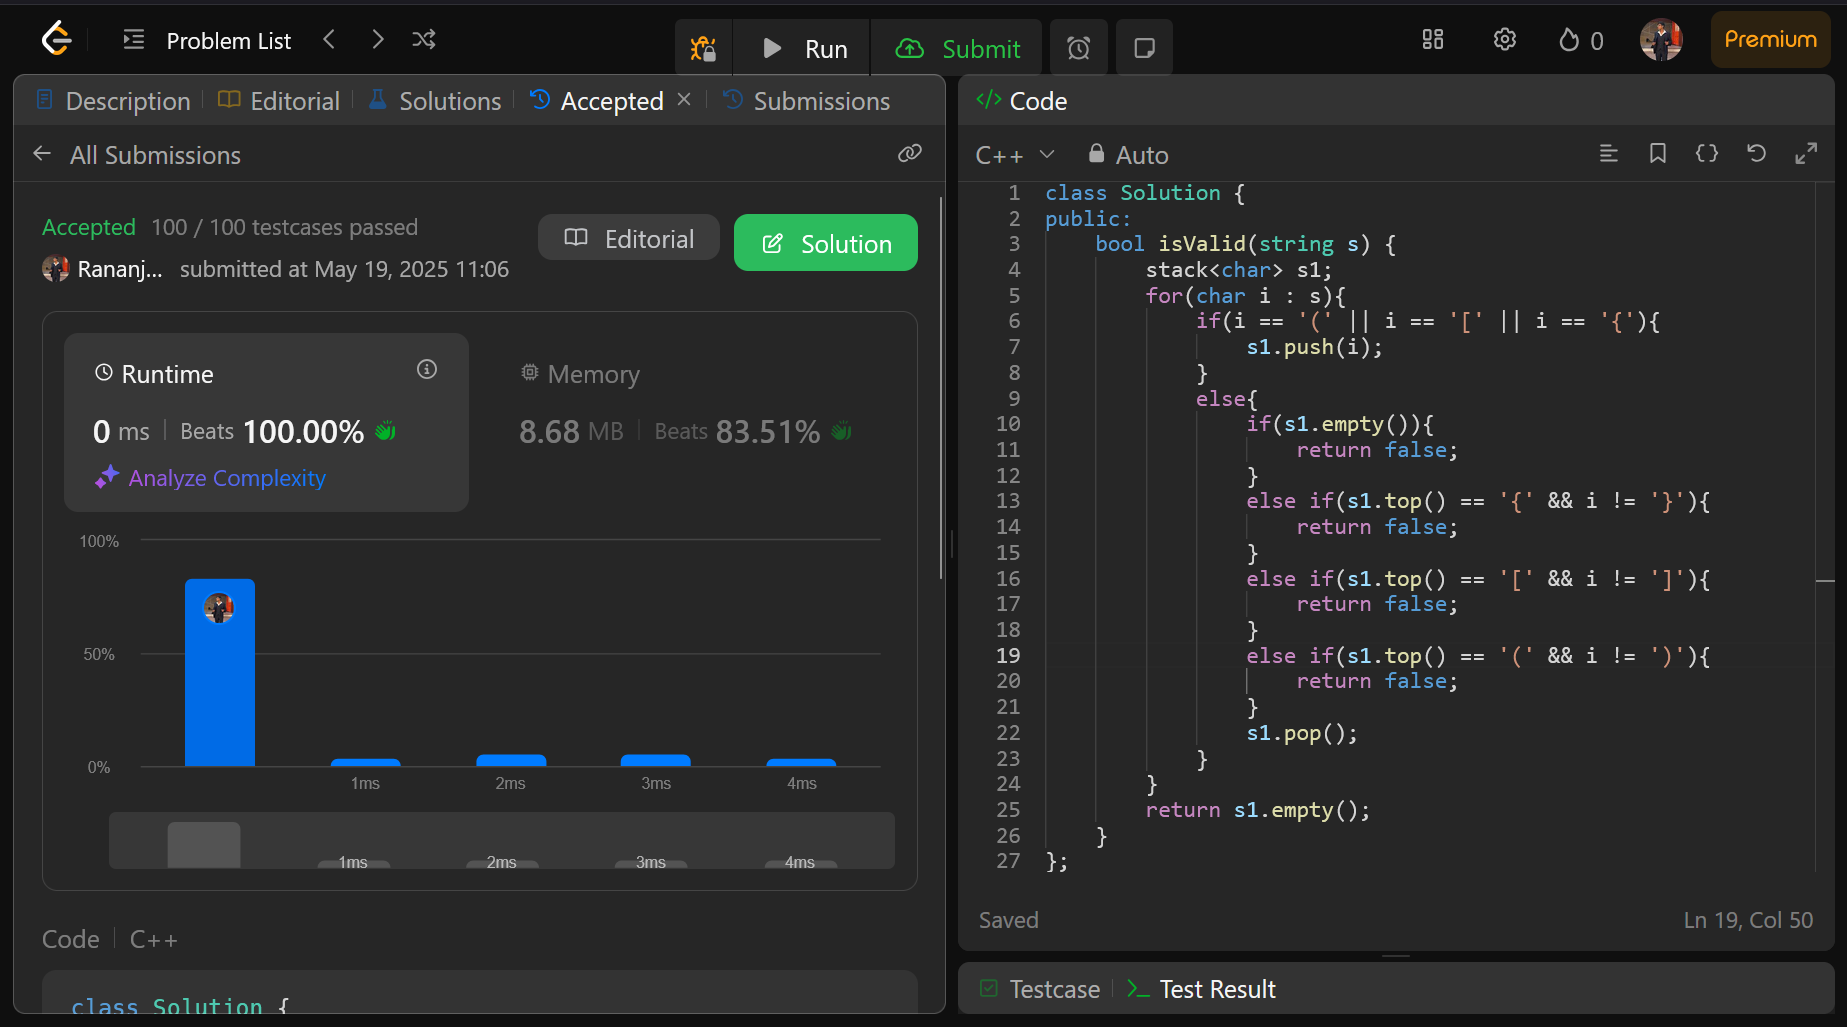 Problem List
Run
Submit
0
Premium
Description
Editorial
Solutions
Accepted
Submissions
All Submissions
Accepted 100 / 100 testcases passed
Rananj... submitted at May 19, 2025 11:06
Editorial
Solution
Runtime
0 ms Beats 100.00%
Analyze Complexity
Memory
8.68 MB Beats 83.51%
100%
50%
0%
1ms 2ms 3ms 4ms
1ms 2ms 3ms 4ms
Code C++
class Solution {
</> Code
C++ Auto
1 class Solution {
2 public:
3     bool isValid(string s) {
4         stack<char> s1;
5         for(char i : s){
6             if(i == '(' || i == '[' || i == '{'){
7                 s1.push(i);
8             }
9             else{
10                 if(s1.empty()){
11                     return false;
12                 }
13                 else if(s1.top() == '{' && i != '}'){
14                     return false;
15                 }
16                 else if(s1.top() == '[' && i != ']'){
17                     return false;
18                 }
19                 else if(s1.top() == '(' && i != ')'){
20                     return false;
21                 }
22                 s1.pop();
23             }
24         }
25         return s1.empty();
26     }
27 };
Saved
Ln 19, Col 50
Testcase
Test Result